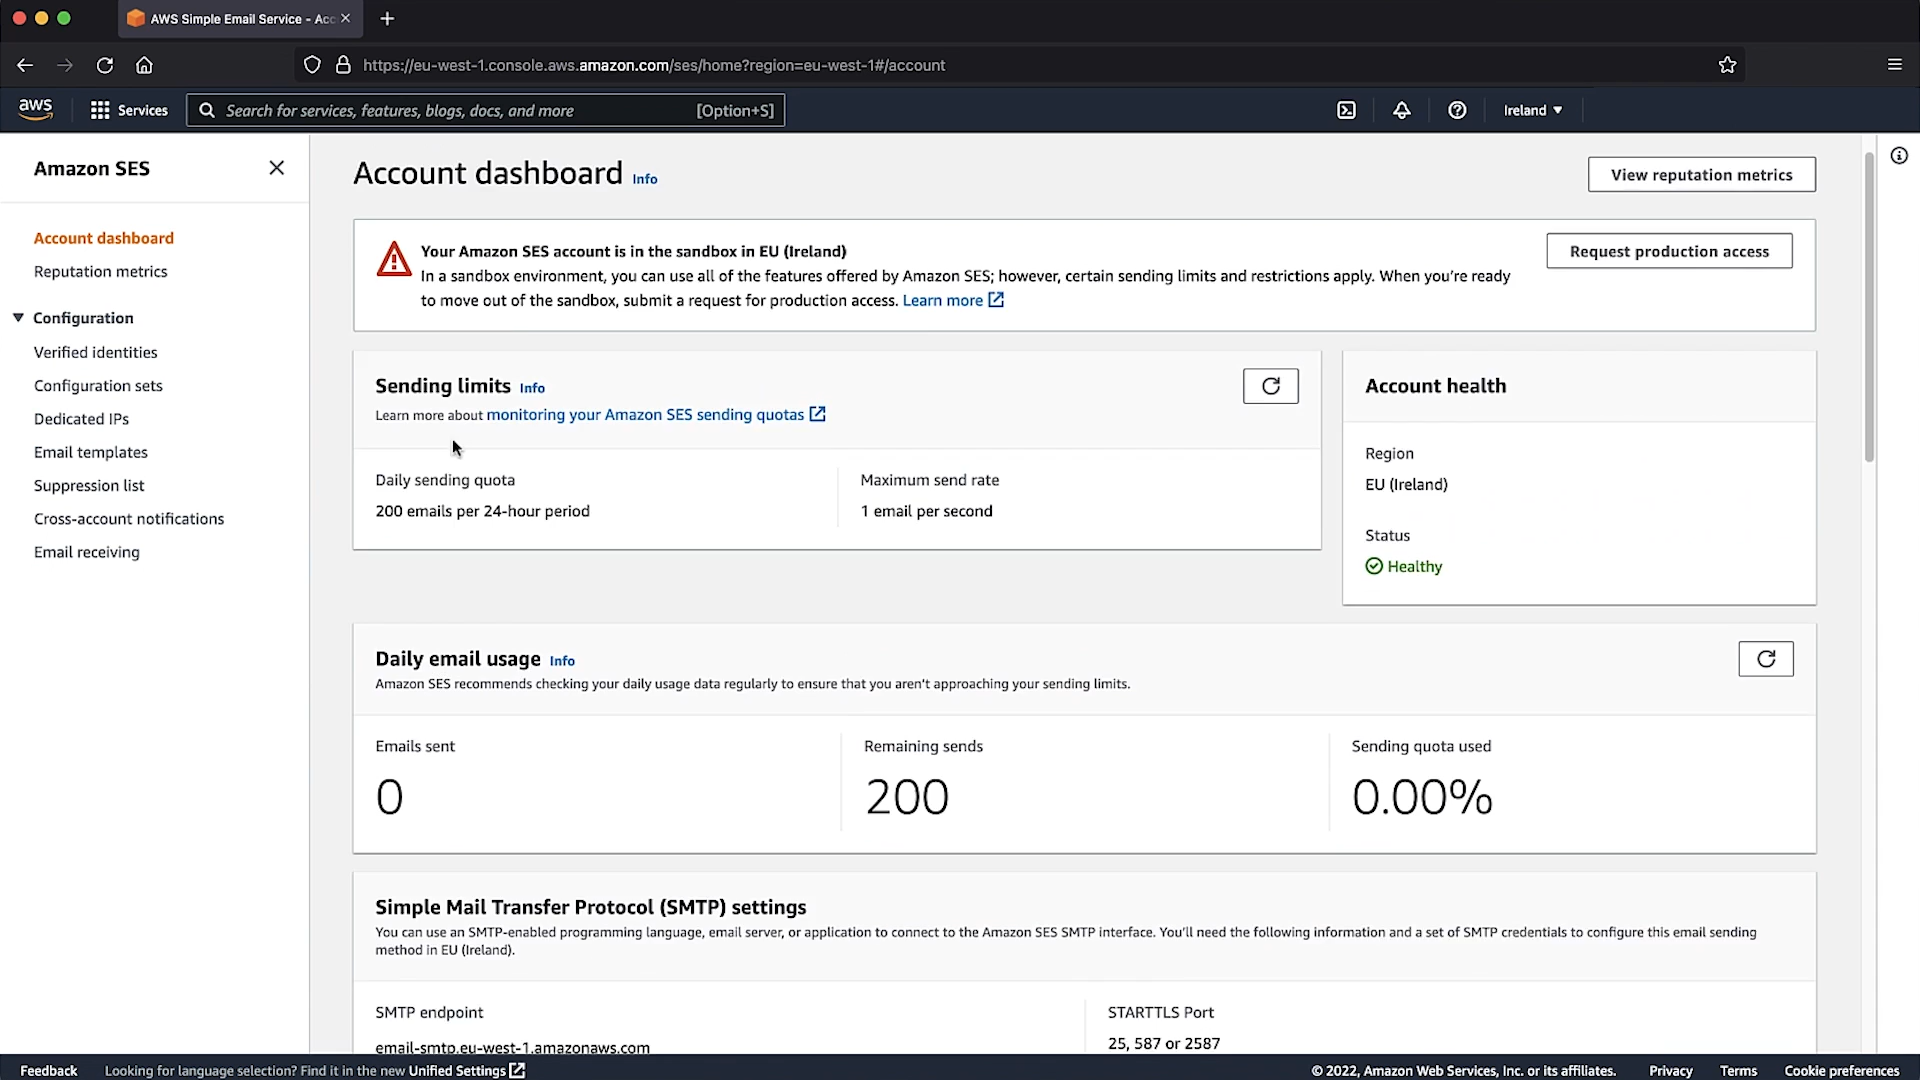 AWS Simple Email Service - Acc
https://eu-west-1.console.aws.amazon.com/ses/home?region=eu-west-1#/account
aws
Services
Search for services, features, blogs, docs, and more
[Option+S]
Ireland
Amazon SES
Account dashboard
Reputation metrics
Configuration
Verified identities
Configuration sets
Dedicated IPs
Email templates
Suppression list
Cross-account notifications
Email receiving
Account dashboard Info
View reputation metrics
Your Amazon SES account is in the sandbox in EU (Ireland)
In a sandbox environment, you can use all of the features offered by Amazon SES; however, certain sending limits and restrictions apply. When you're ready
to move out of the sandbox, submit a request for production access. Learn more
Request production access
Sending limits Info
Learn more about monitoring your Amazon SES sending quotas
Daily sending quota
200 emails per 24-hour period
Maximum send rate
1 email per second
Account health
Region
EU (Ireland)
Status
Healthy
Daily email usage Info
Amazon SES recommends checking your daily usage data regularly to ensure that you aren't approaching your sending limits.
Emails sent
0
Remaining sends
200
Sending quota used
0.00%
Simple Mail Transfer Protocol (SMTP) settings
You can use an SMTP-enabled programming language, email server, or application to connect to the Amazon SES SMTP interface. You'll need the following information and a set of SMTP credentials to configure this email sending
method in EU (Ireland).
SMTP endpoint
email-smtp.eu-west-1.amazonaws.com
STARTTLS Port
25, 587 or 2587
Feedback
Looking for language selection? Find it in the new Unified Settings
© 2022, Amazon Web Services, Inc. or its affiliates.
Privacy
Terms
Cookie preferences